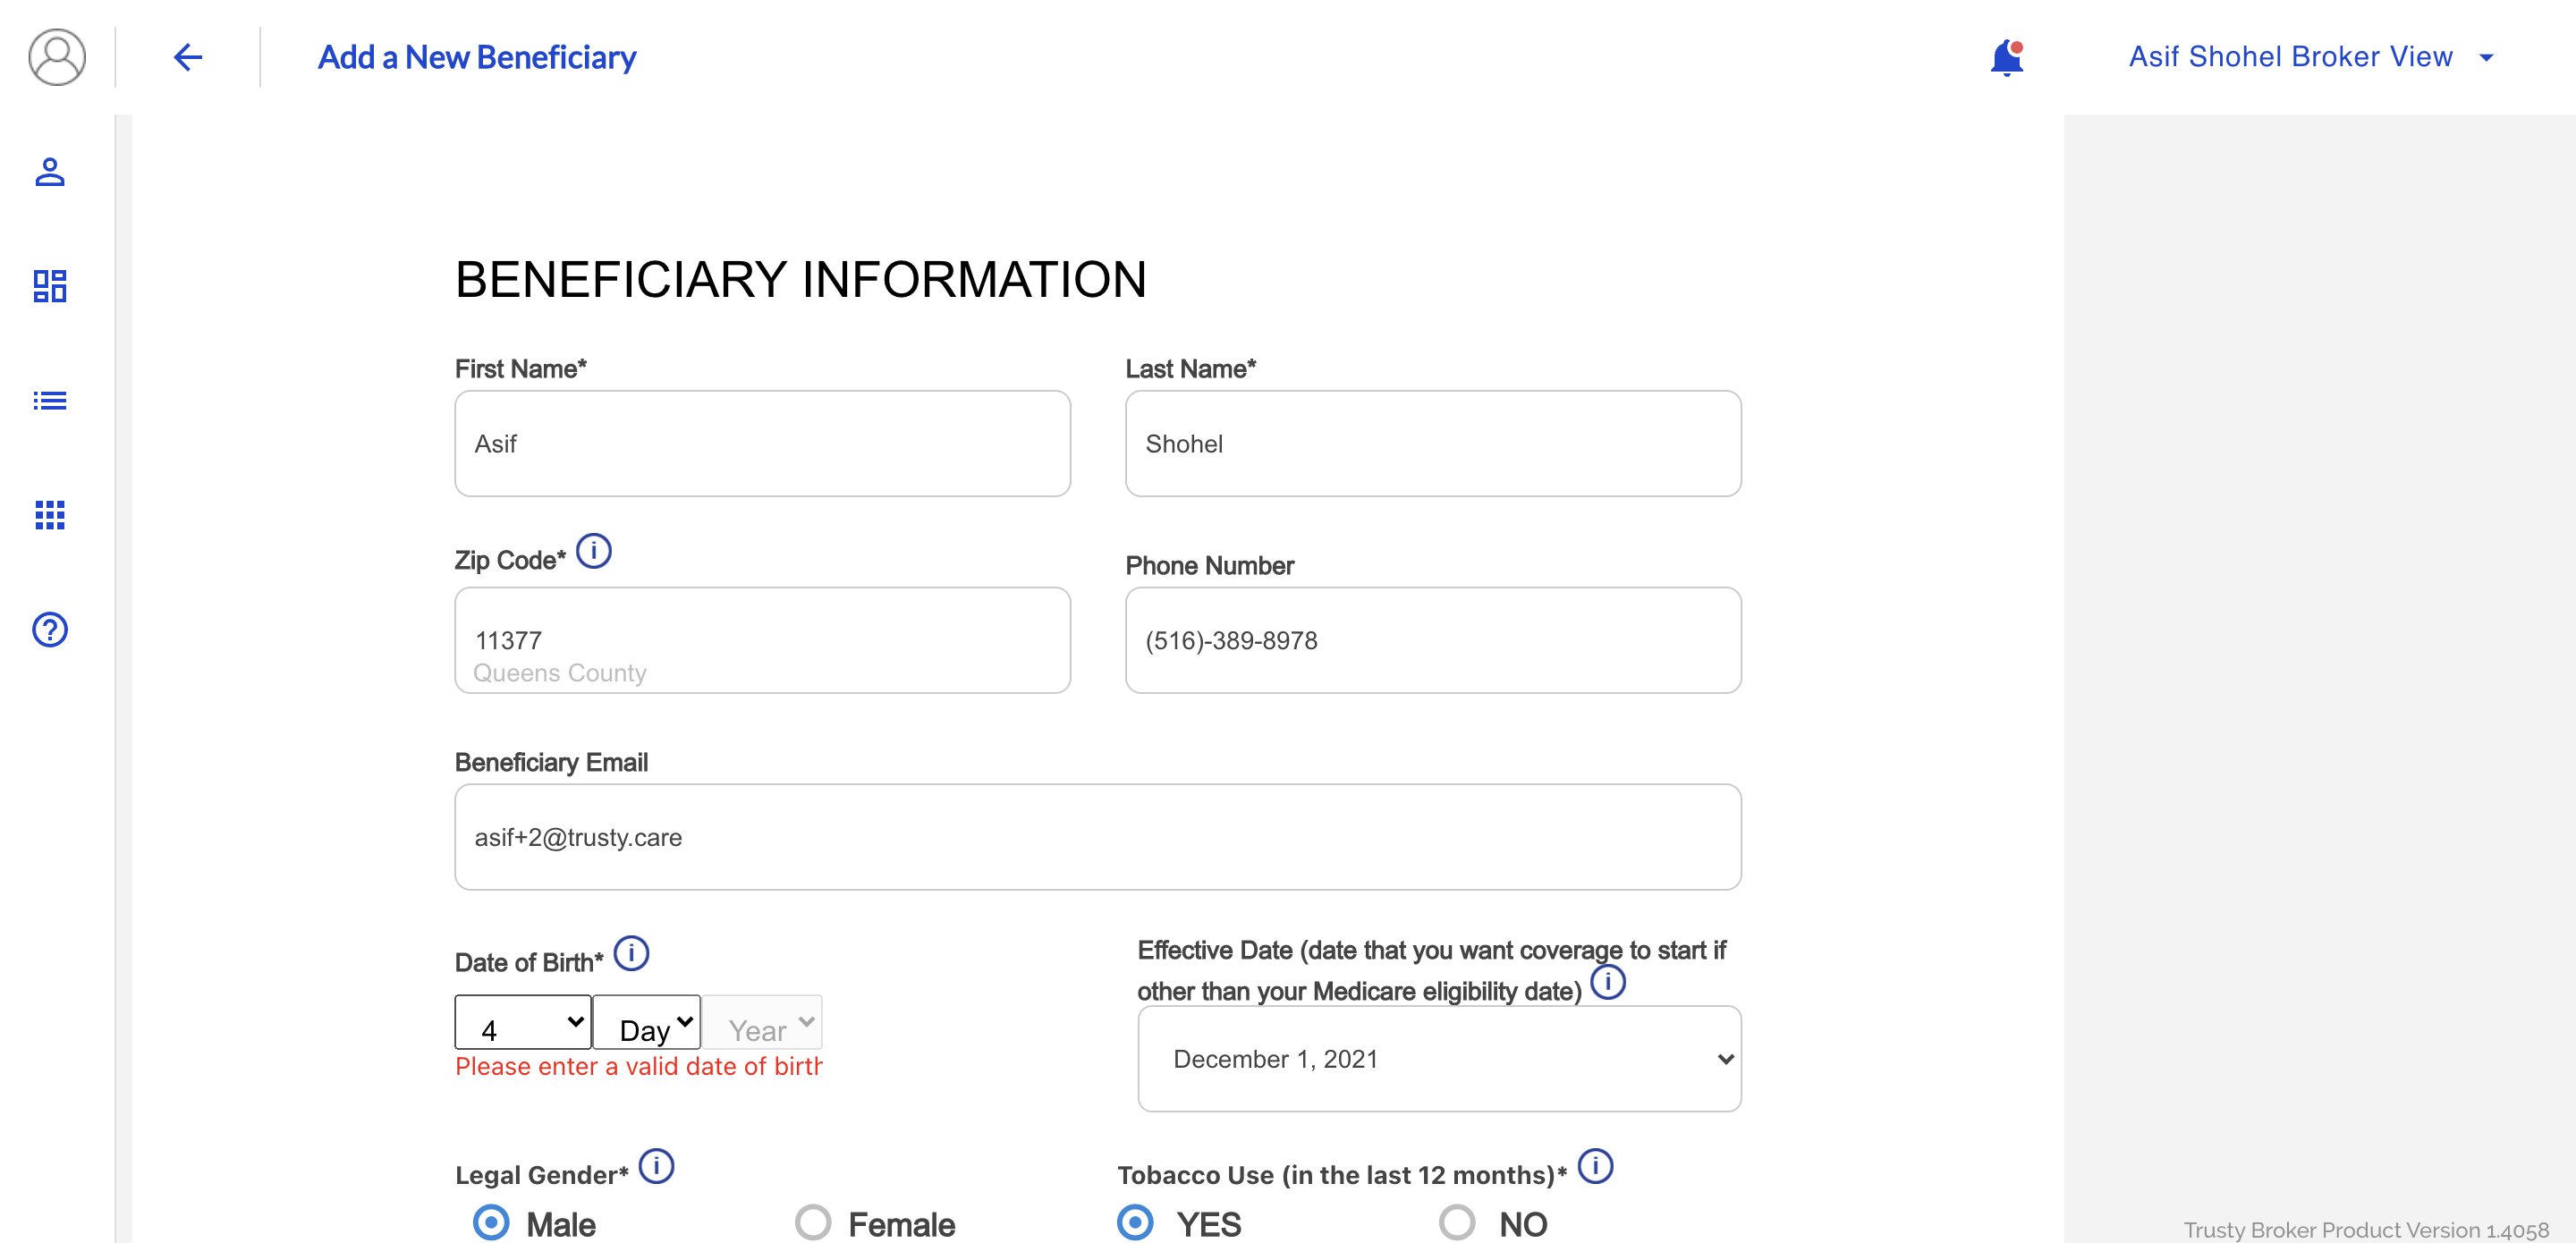 Add a New Beneficiary
Asif Shohel Broker View
BENEFICIARY INFORMATION
First Name*
Last Name*
Asif
Shohel
Zip Code* i
Phone Number
11377
Queens County
(516)-389-8978
Beneficiary Email
asif+2@trusty.care
Date of Birth* i
Effective Date (date that you want coverage to start if
other than your Medicare eligibility date) i
4 Day Year
Please enter a valid date of birth
December 1, 2021
Legal Gender* i
Tobacco Use (in the last 12 months)* i
Male Female
YES NO
?
Trusty Broker Product Version 1.4058